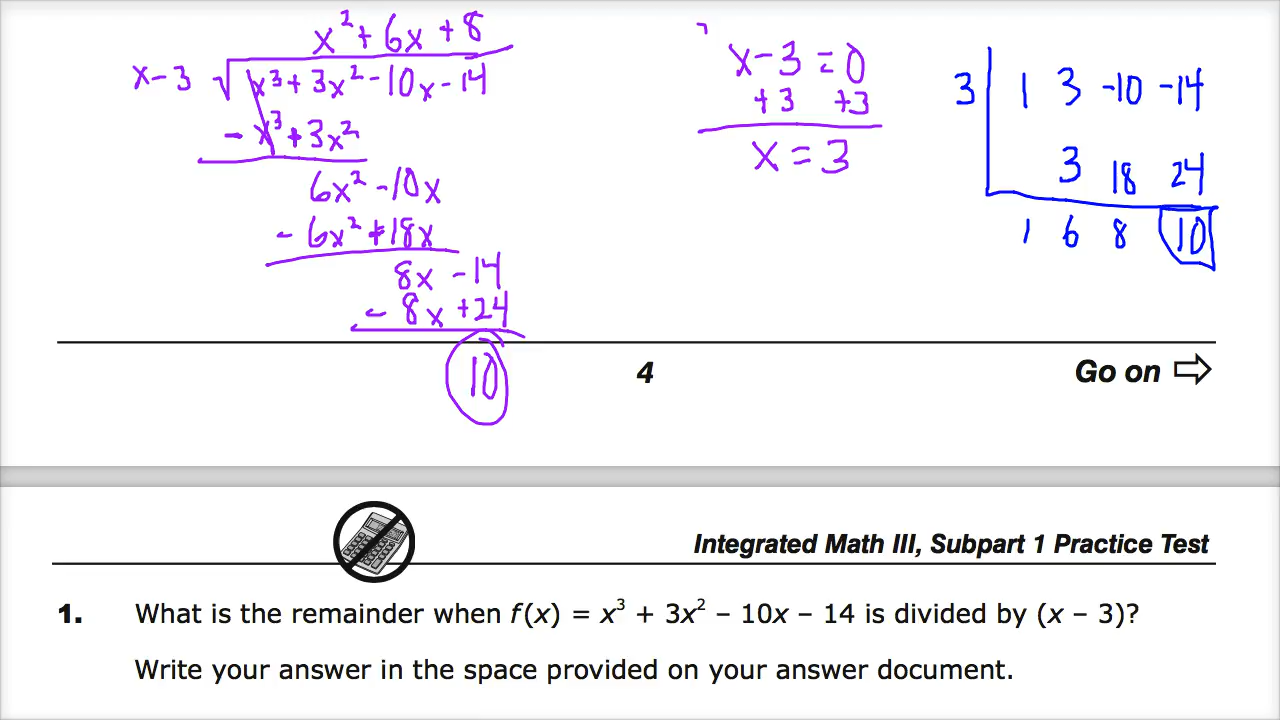 x² + 6x + 8
x - 3 √ x³ + 3x² - 10x - 14
- x³ + 3x²
6x² - 10x
- 6x² + 18x
8x - 14
- 8x + 24
10
x - 3 = 0
+3 +3
x = 3
3 | 1 3 -10 -14
3 18 24
1 6 8 10
4
Go on ⇨
Integrated Math III, Subpart 1 Practice Test
1. What is the remainder when f(x) = x³ + 3x² – 10x – 14 is divided by (x – 3)?
Write your answer in the space provided on your answer document.